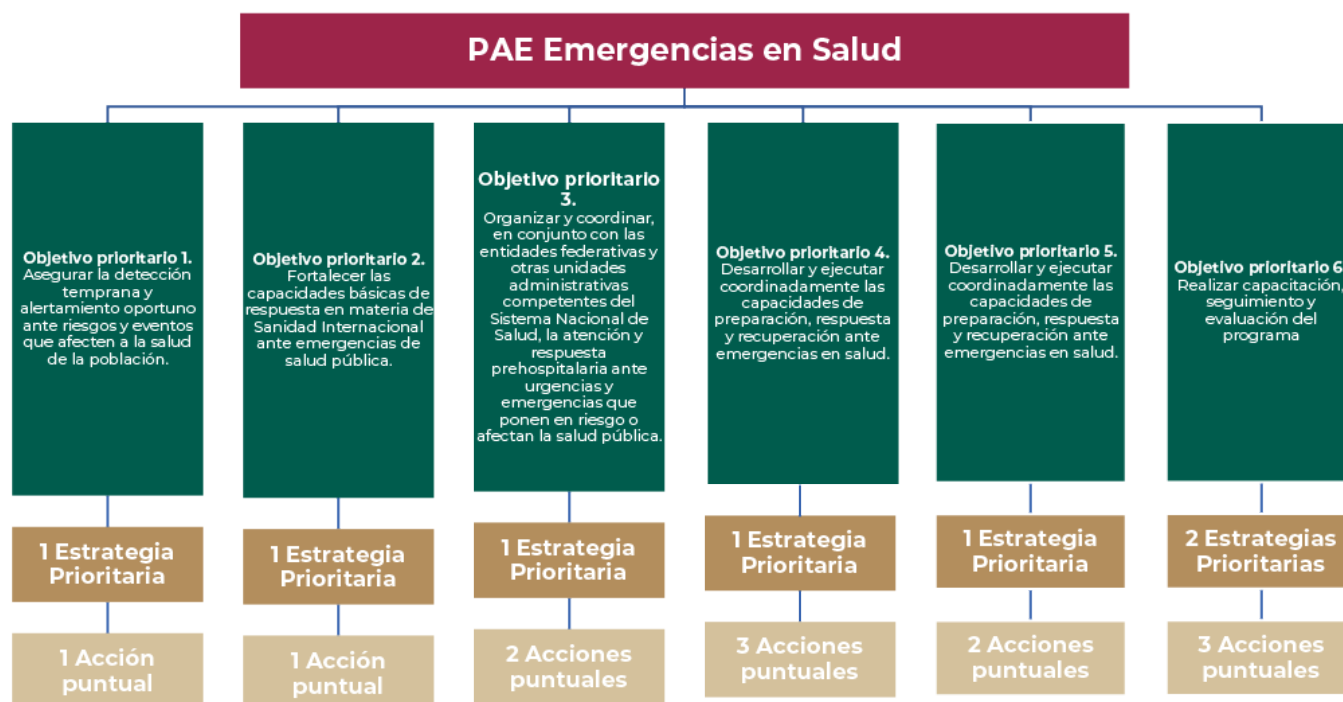 PAE Emergencias en Salud
Objetivo prioritario 1.
Asegurar la detección
temprana y
alertamiento oportuno
ante riesgos y eventos
que afecten a la salud
de la población.
1 Estrategia
Prioritaria
1 Acción
puntual
Objetivo prioritario 2.
Fortalecer las
capacidades básicas de
respuesta en materia de
Sanidad Internacional
ante emergencias de
salud pública.
1 Estrategia
Prioritaria
1 Acción
puntual
Objetivo prioritario
3.
Organizar y coordinar,
en conjunto con las
entidades federativas y
otras unidades
administrativas
competentes del
Sistema Nacional de
Salud, la atención y
respuesta
prehospitalaria ante
urgencias y
emergencias que
ponen en riesgo o
afectan la salud pública.
1 Estrategia
Prioritaria
2 Acciones
puntuales
Objetivo prioritario 4.
Desarrollar y ejecutar
coordinadamente las
capacidades de
preparación, respuesta
y recuperación ante
emergencias en salud.
1 Estrategia
Prioritaria
3 Acciones
puntuales
Objetivo prioritario 5.
Desarrollar y ejecutar
coordinadamente las
capacidades de
preparación, respuesta
y recuperación ante
emergencias en salud.
1 Estrategia
Prioritaria
2 Acciones
puntuales
Objetivo prioritario 6
Realizar capacitación,
seguimiento y
evaluación del
programa
2 Estrategias
Prioritarias
3 Acciones
puntuales